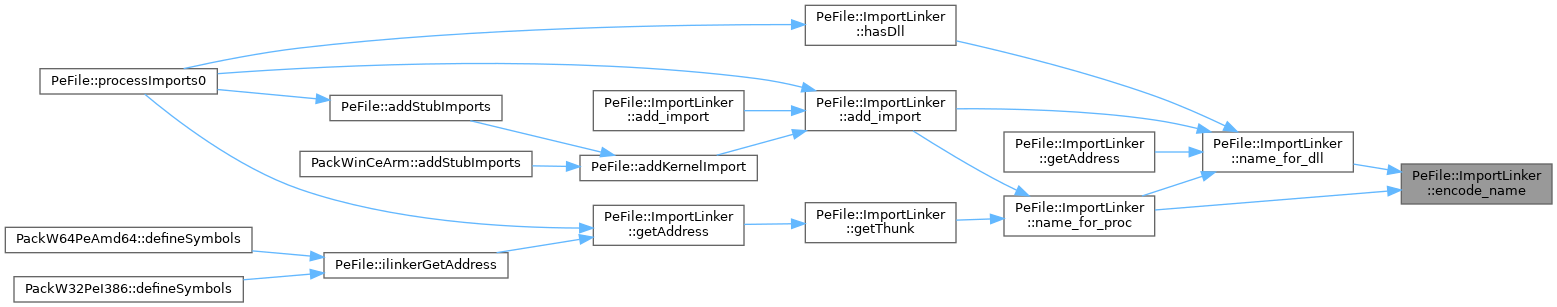 PeFile::ImportLinker
::hasDll
PeFile::processImports0
PeFile::addStubImports
PeFile::ImportLinker
::add_import
PeFile::ImportLinker
::add_import
PeFile::ImportLinker
::getAddress
PeFile::ImportLinker
::name_for_dll
PackWinCeArm::addStubImports
PeFile::addKernelImport
PeFile::ImportLinker
::encode_name
PeFile::ImportLinker
::getAddress
PeFile::ImportLinker
::getThunk
PeFile::ImportLinker
::name_for_proc
PackW64PeAmd64::defineSymbols
PeFile::ilinkerGetAddress
PackW32PeI386::defineSymbols